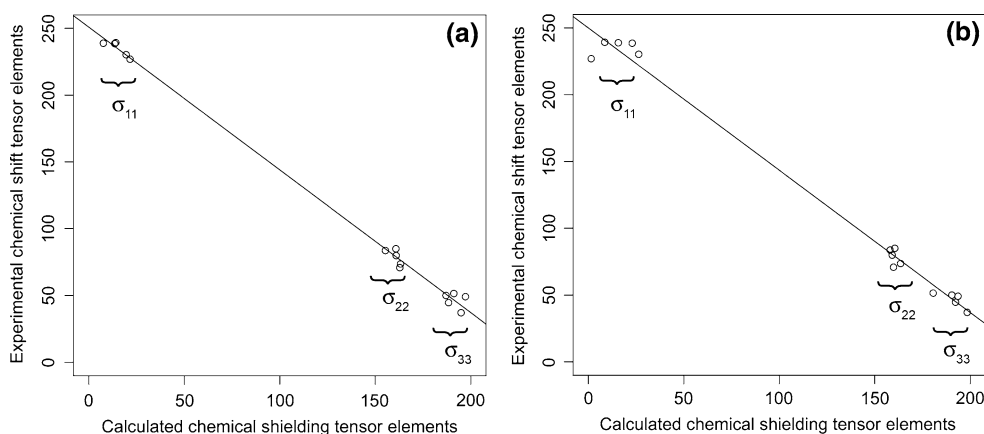 (a)
Experimental chemical shift tensor elements
250
200
150
100
50
0
σ11
σ22
σ33
0 50 100 150 200
Calculated chemical shielding tensor elements
(b)
Experimental chemical shift tensor elements
250
200
150
100
50
0
σ11
σ22
σ33
0 50 100 150 200
Calculated chemical shielding tensor elements